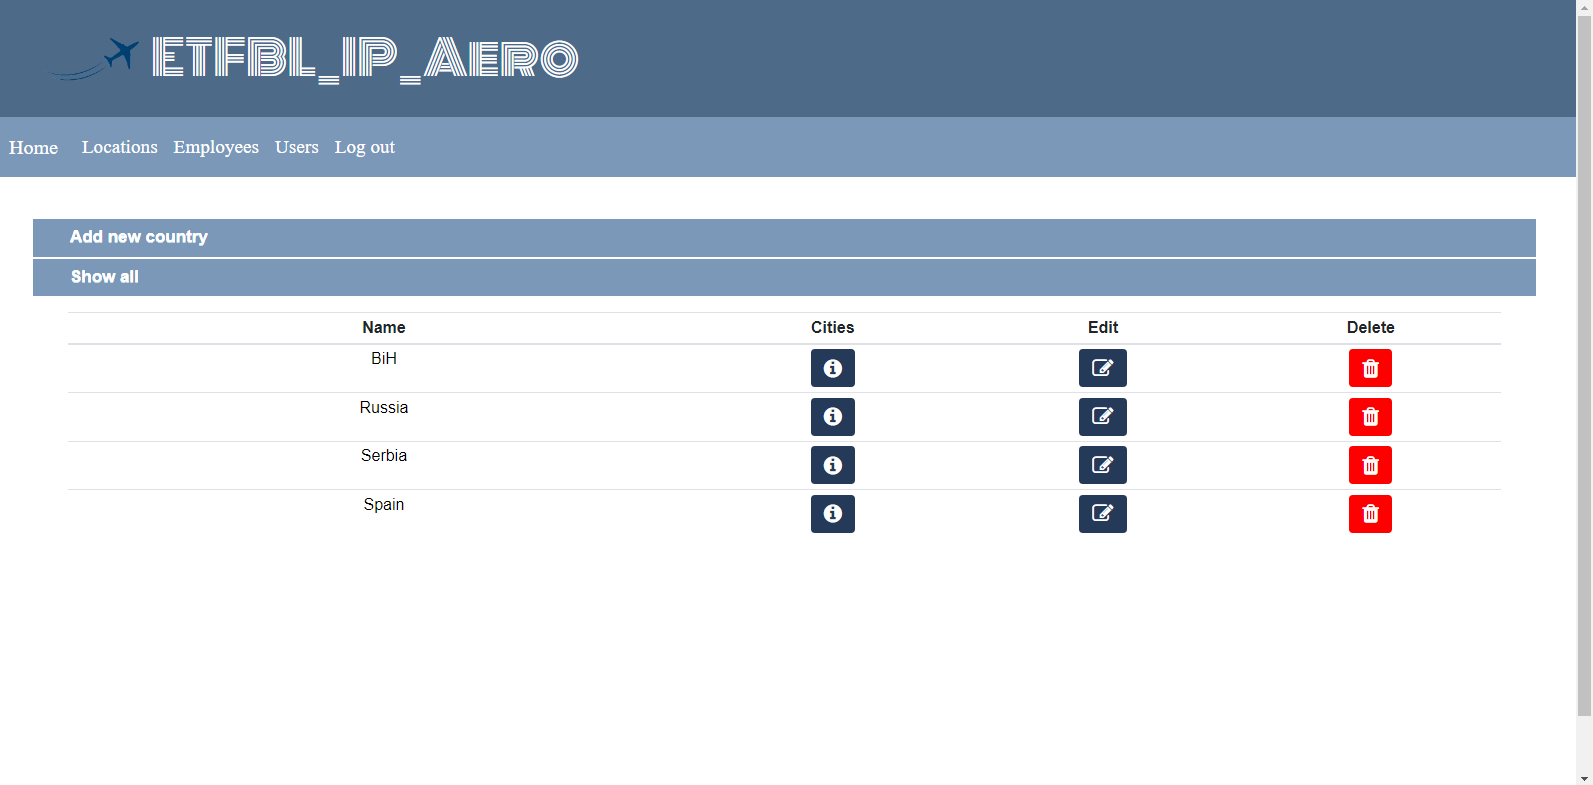 ETFBL_IP_Aero
Home Locations Employees Users Log out
Add new country
Show all
Name Cities Edit Delete
BiH
Russia
Serbia
Spain